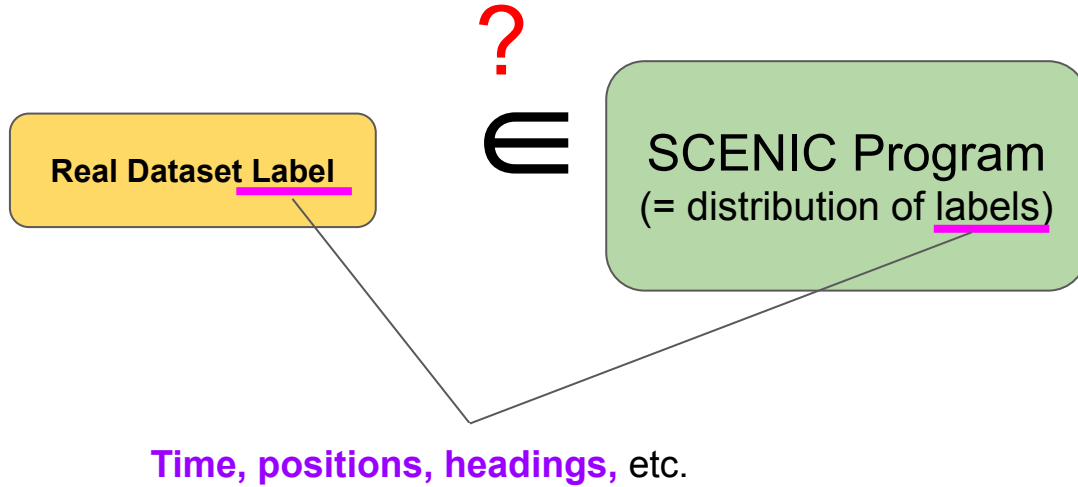 ?
∈
Real Dataset Label
SCENIC Program
(= distribution of labels)
Time, positions, headings, etc.